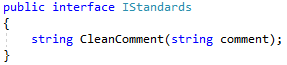 public interface IStandards
{
    string CleanComment(string comment);
}